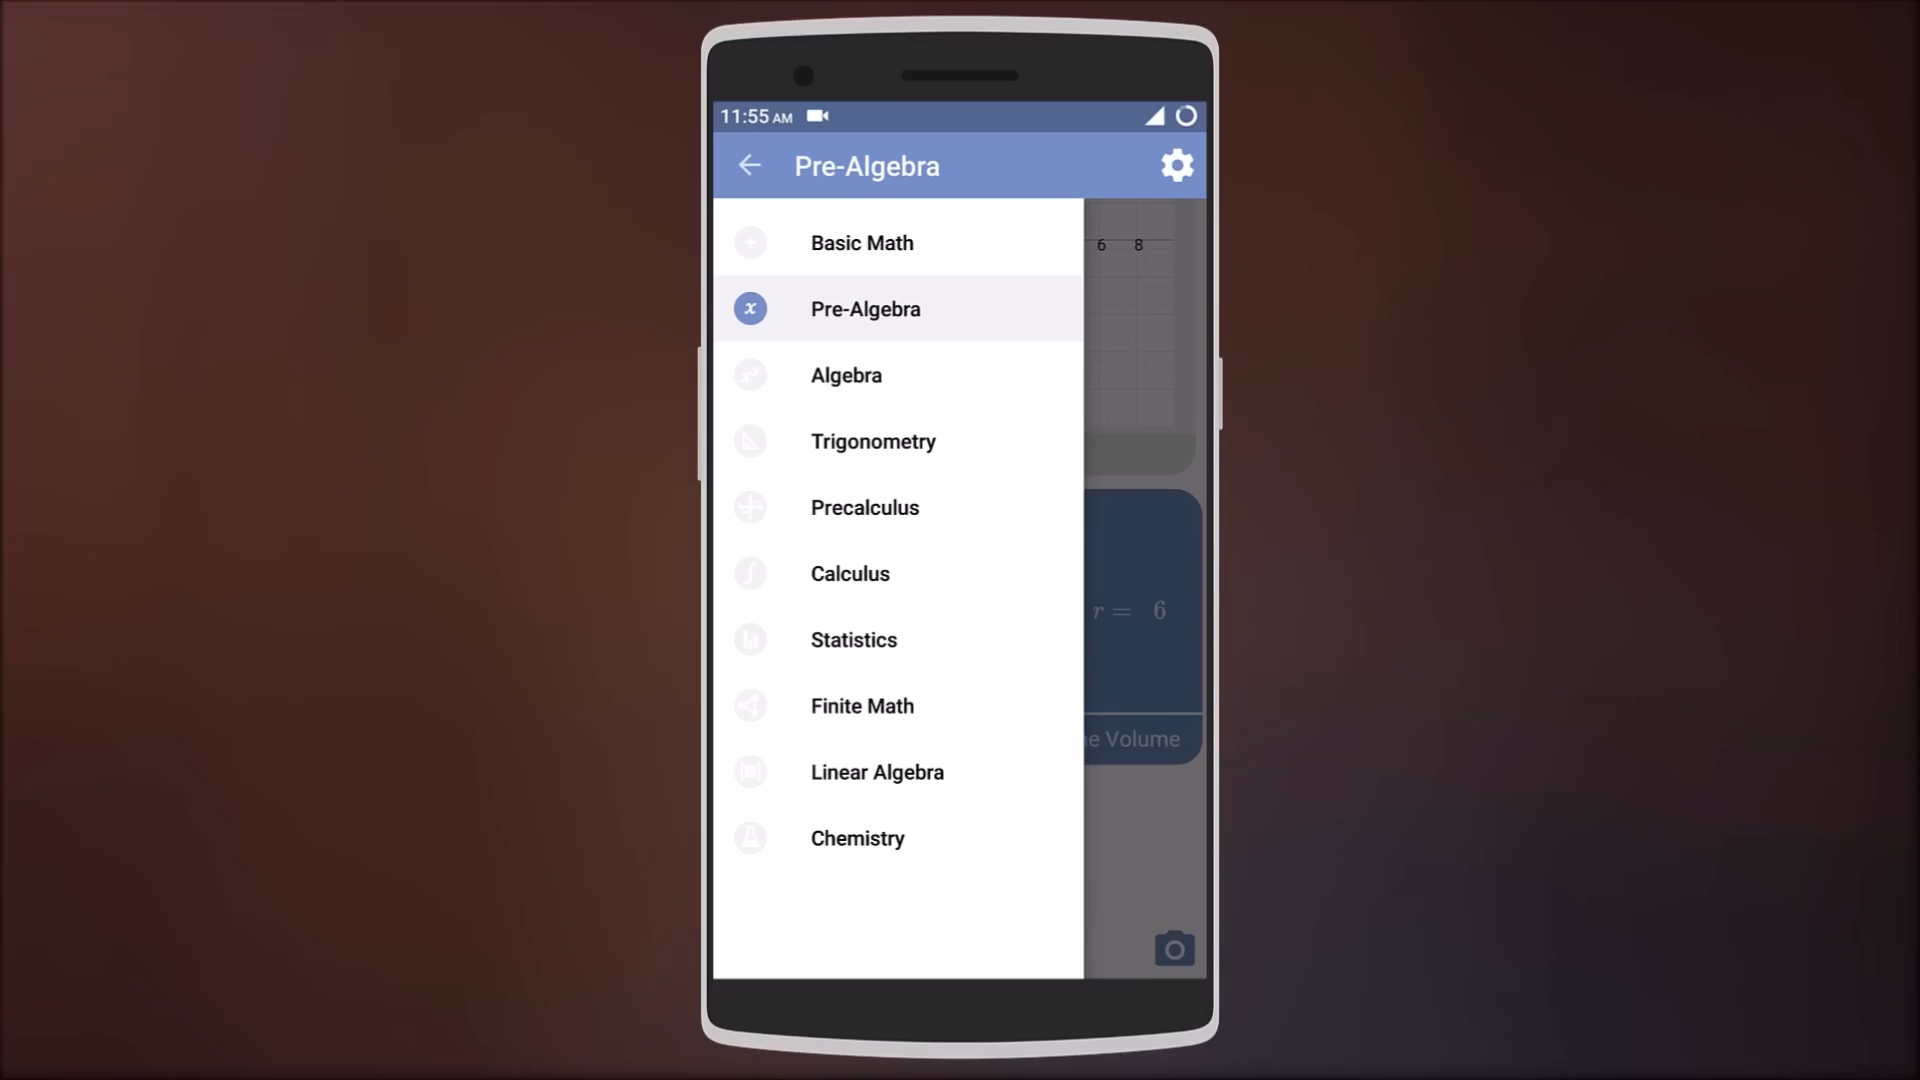 11:55 AM
Pre-Algebra
Basic Math
6 8
x Pre-Algebra
Algebra
Trigonometry
Precalculus
Calculus
r = 6
Statistics
Finite Math
Volume
Linear Algebra
Chemistry